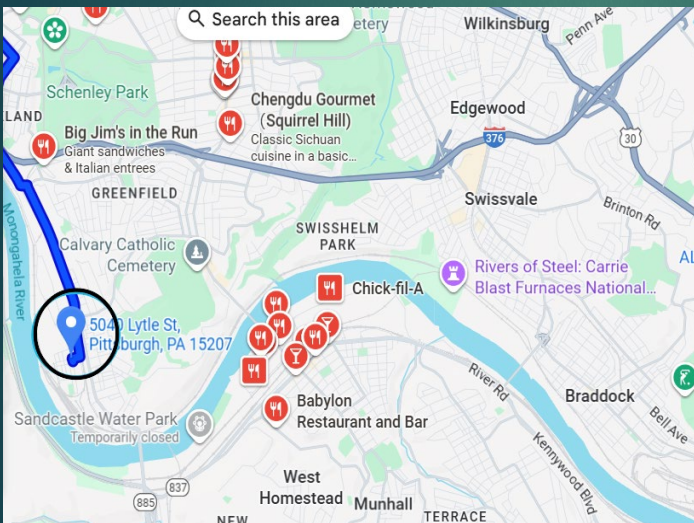 Search this area
etery
Wilkinsburg
Penn Ave
Schenley Park
LAND
Edgewood
Chengdu Gourmet
(Squirrel Hill)
Classic Sichuan
cuisine in a basic...
Big Jim's in the Run
Giant sandwiches
& Italian entrees
376
30
GREENFIELD
Swissvale
Brinton Rd
Monongahela River
SWISSHELM
PARK
Calvary Catholic
Cemetery
AL
Rivers of Steel: Carrie
Blast Furnaces National...
Chick-fil-A
5040 Lytle St,
Pittsburgh, PA 15207
River Rd
Braddock
Babylon
Restaurant and Bar
Sandcastle Water Park
Temporarily closed
Bell Ave
Kennywood Blvd
West
Homestead
837
885
Munhall
TERRACE
NEW